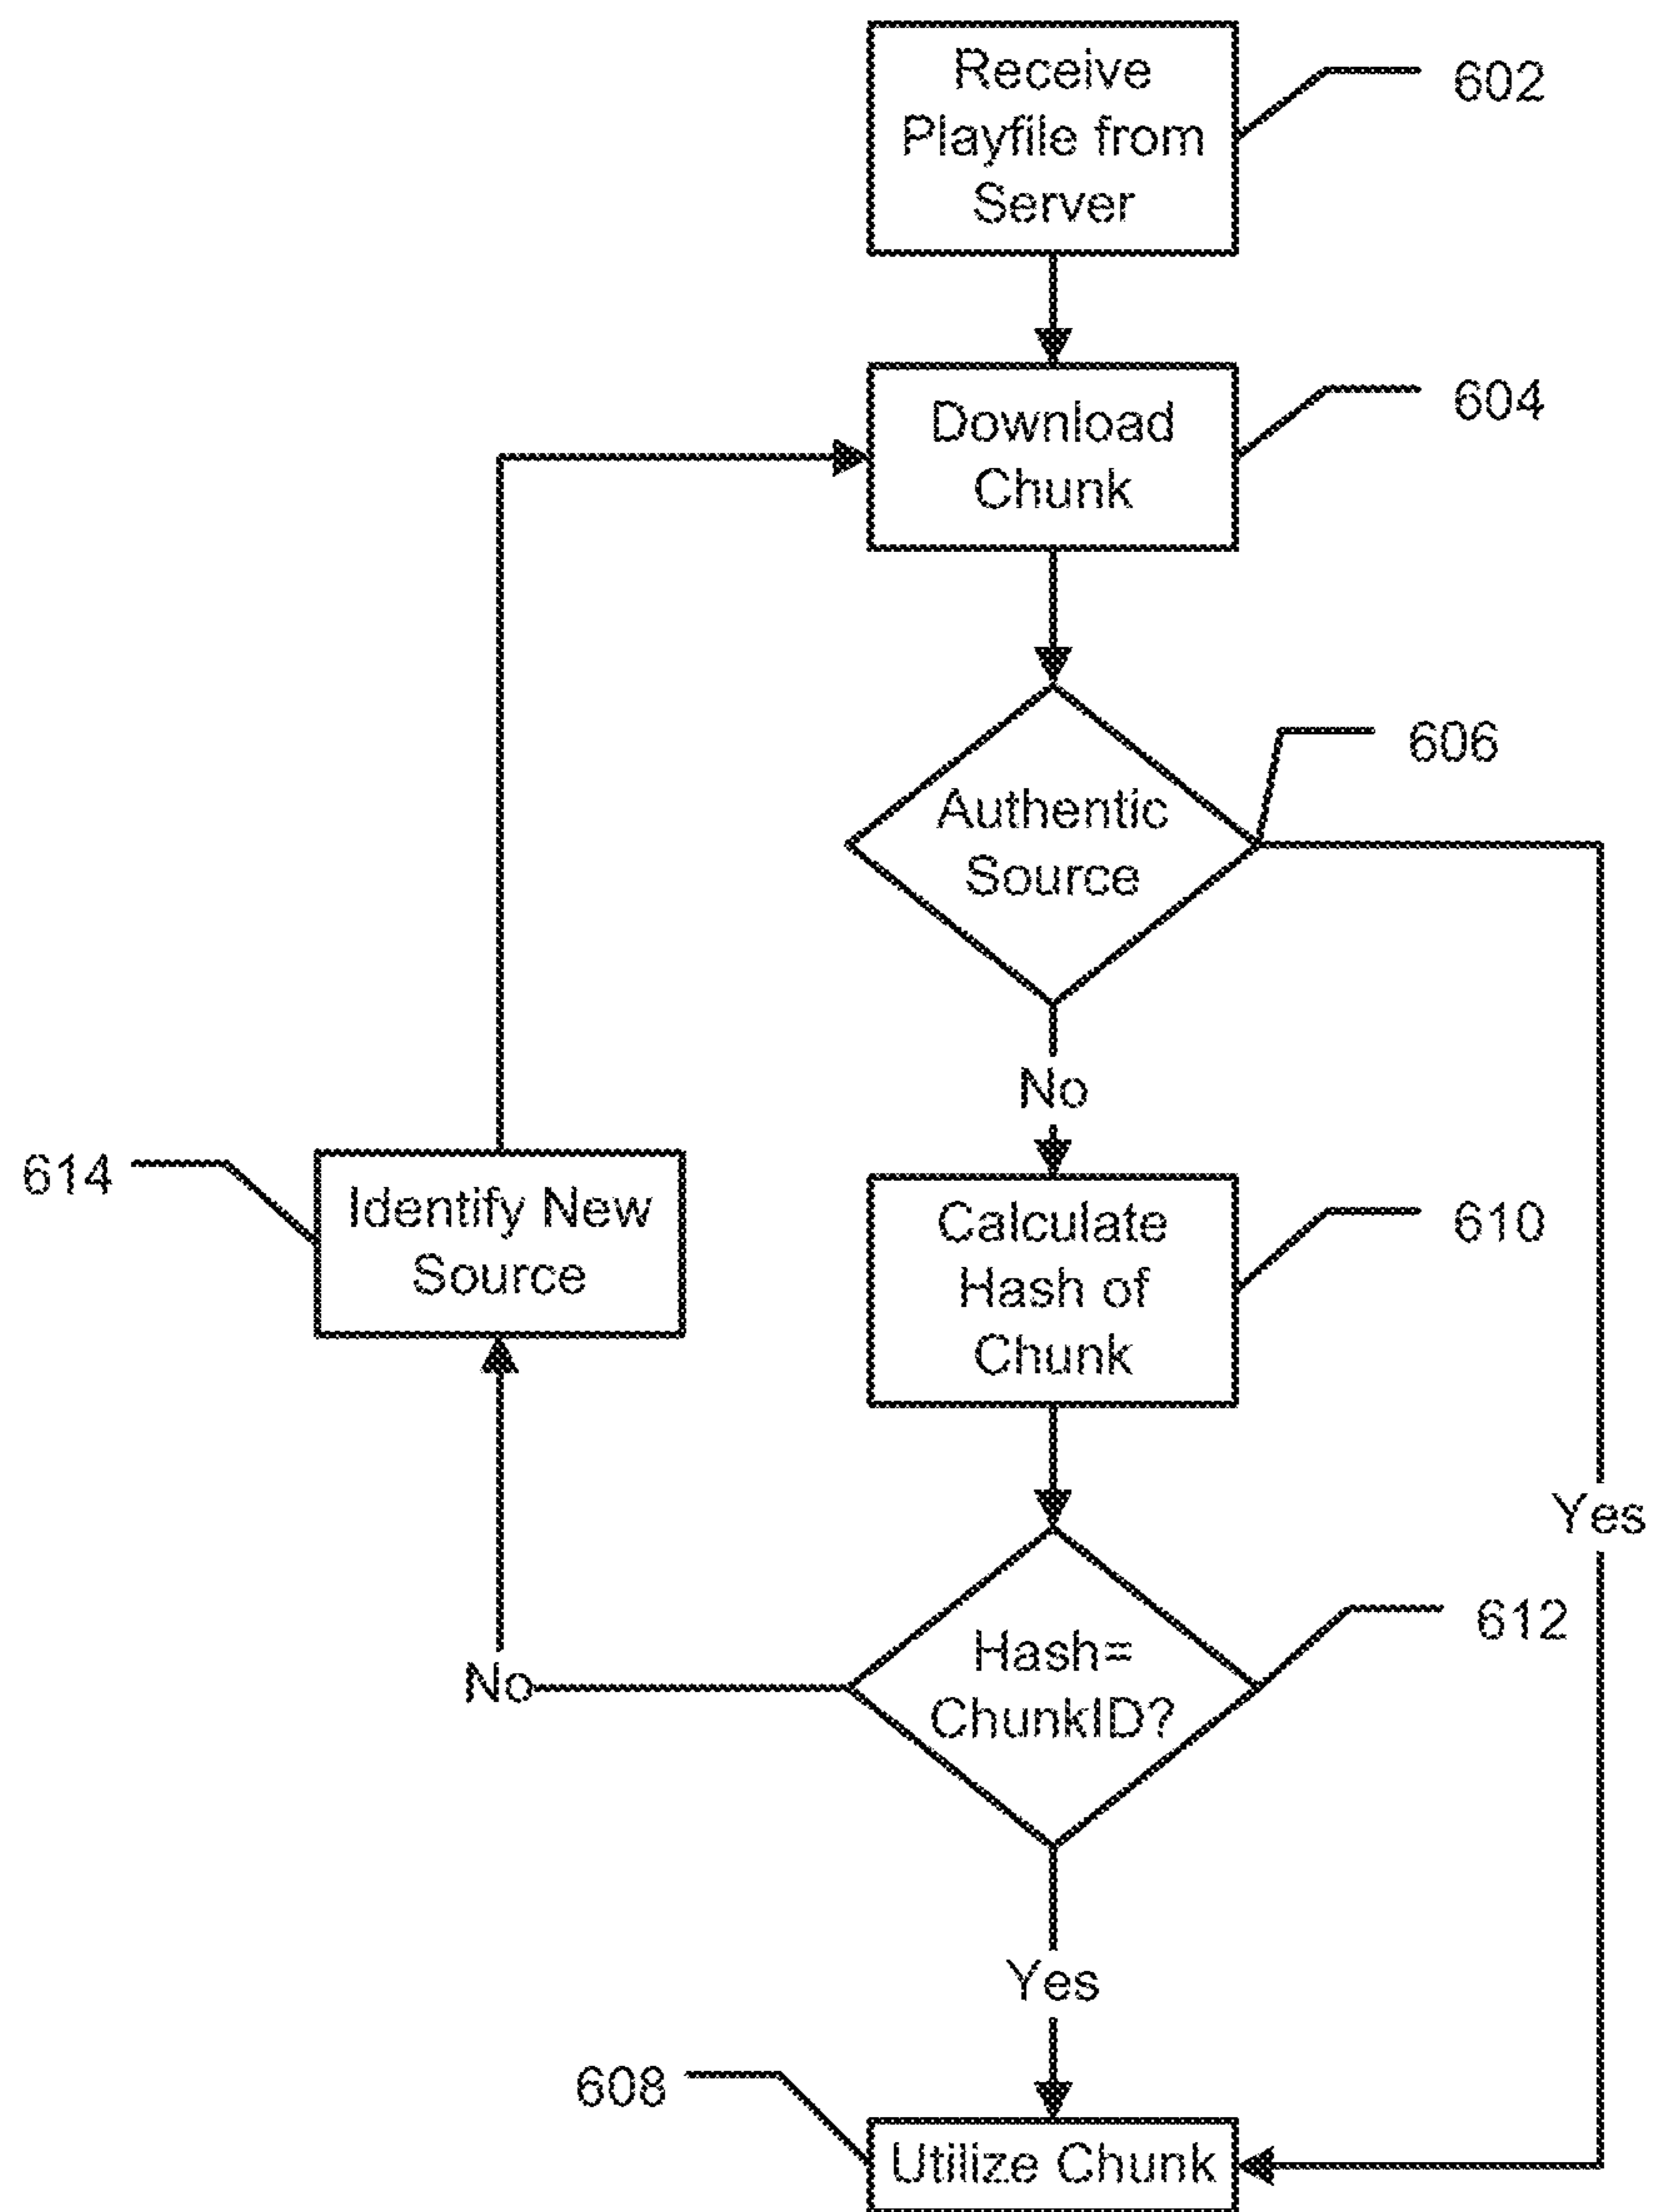 Receive
Playfile from
Server
602
Download
Chunk
604
Authentic
Source
606
No
Calculate
Hash of
Chunk
610
614
Identify New
Source
Yes
Hash=
ChunkID?
612
No
Yes
608
Utilize Chunk